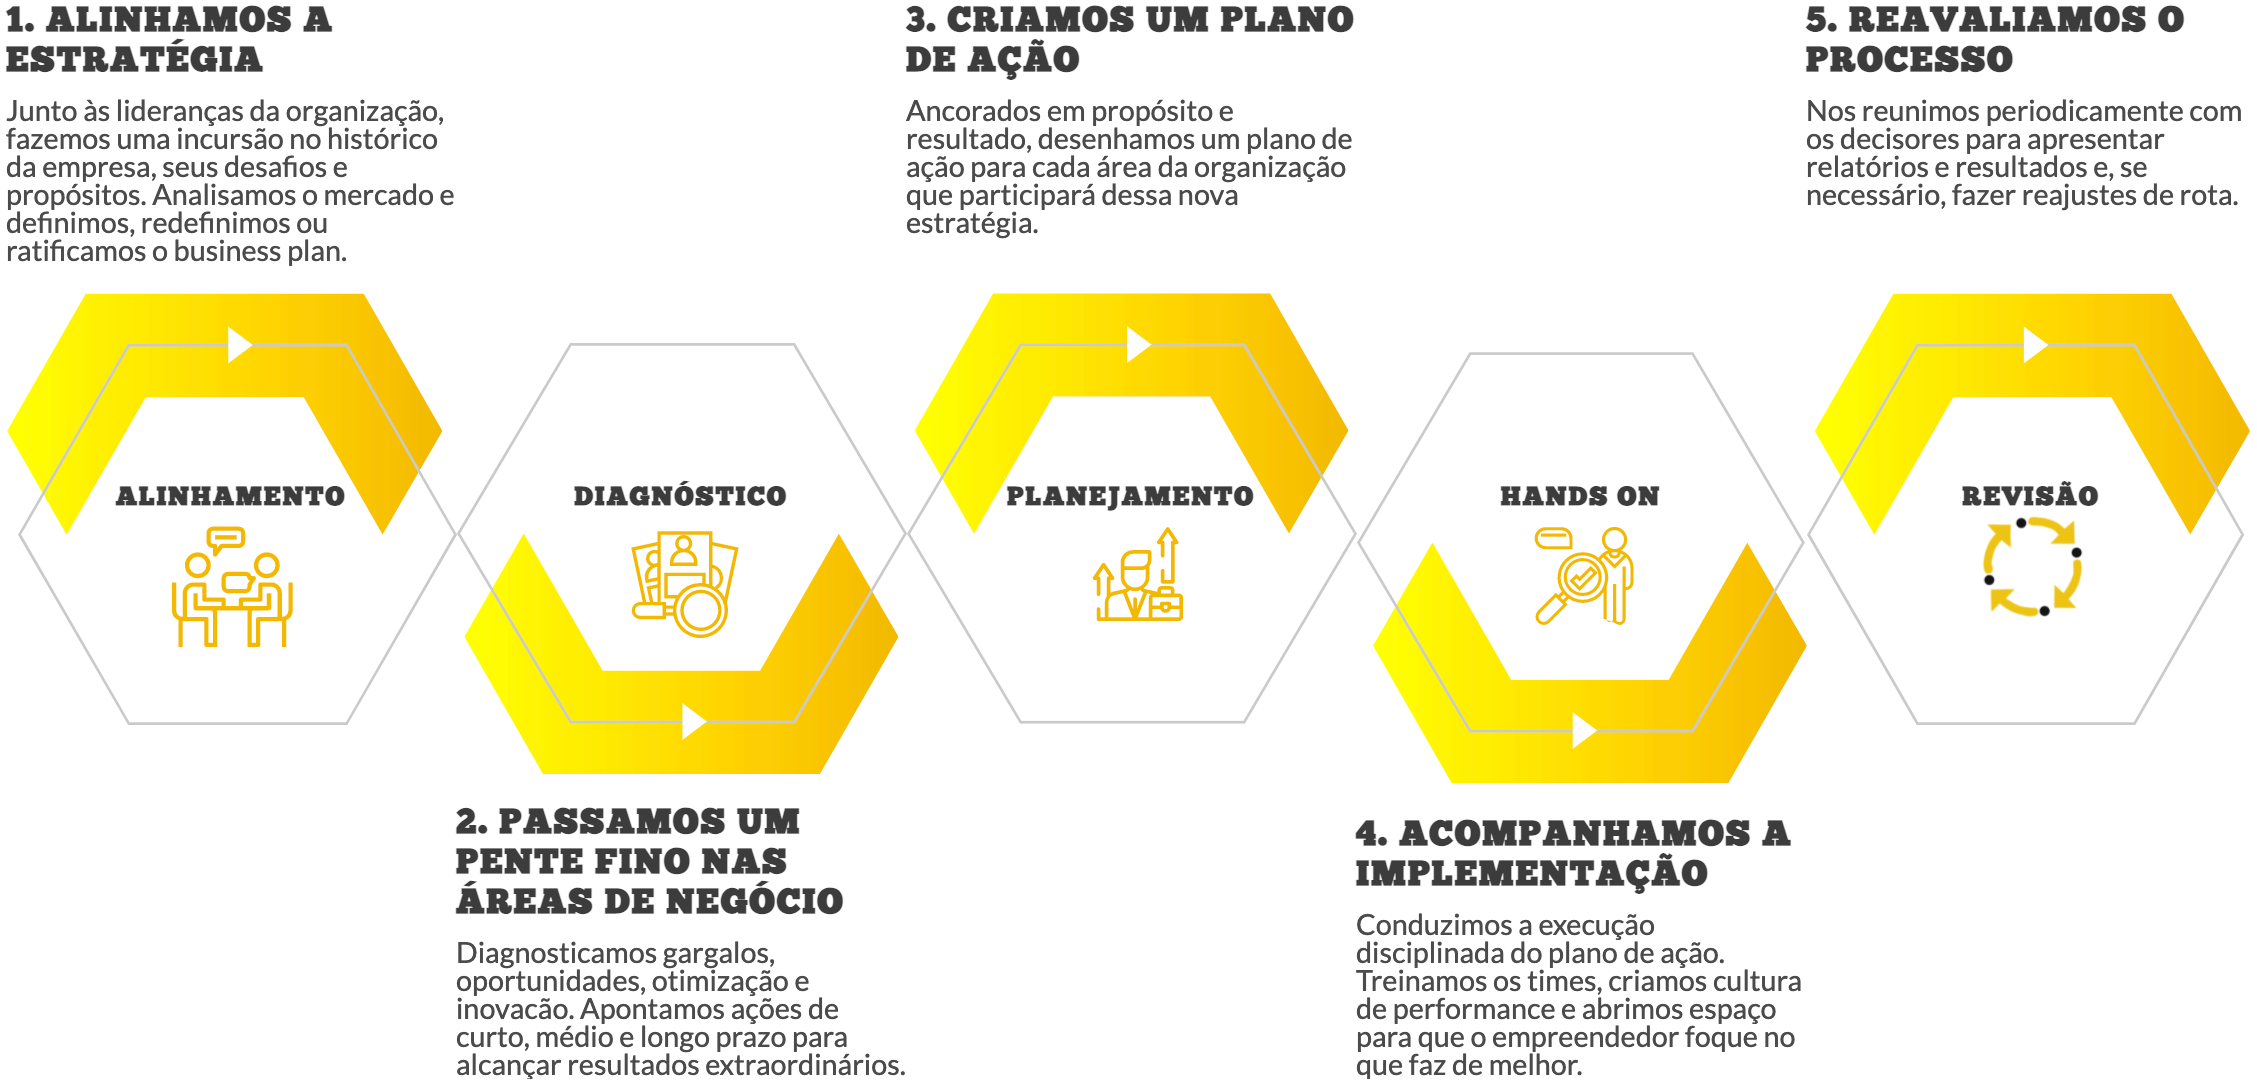 1. ALINHAMOS A
ESTRATÉGIA
Junto às lideranças da organização,
fazemos uma incursão no histórico
da empresa, seus desafios e
propósitos. Analisamos o mercado e
definimos, redefinimos ou
ratificamos o business plan.
ALINHAMENTO
DIAGNÓSTICO
2. PASSAMOS UM
PENTE FINO NAS
ÁREAS DE NEGÓCIO
Diagnosticamos gargalos,
oportunidades, otimização e
inovacão. Apontamos ações de
curto, médio e longo prazo para
alcançar resultados extraordinários.
3. CRIAMOS UM PLANO
DE AÇÃO
Ancorados em propósito e
resultado, desenhamos um plano de
ação para cada área da organização
que participará dessa nova
estratégia.
PLANEJAMENTO
HANDS ON
4. ACOMPANHAMOS A
IMPLEMENTAÇÃO
Conduzimos a execução
disciplinada do plano de ação.
Treinamos os times, criamos cultura
de performance e abrimos espaço
para que o empreendedor foque no
que faz de melhor.
5. REAVALIAMOS O
PROCESSO
Nos reunimos periodicamente com
os decisores para apresentar
relatórios e resultados e, se
necessário, fazer reajustes de rota.
REVISÃO